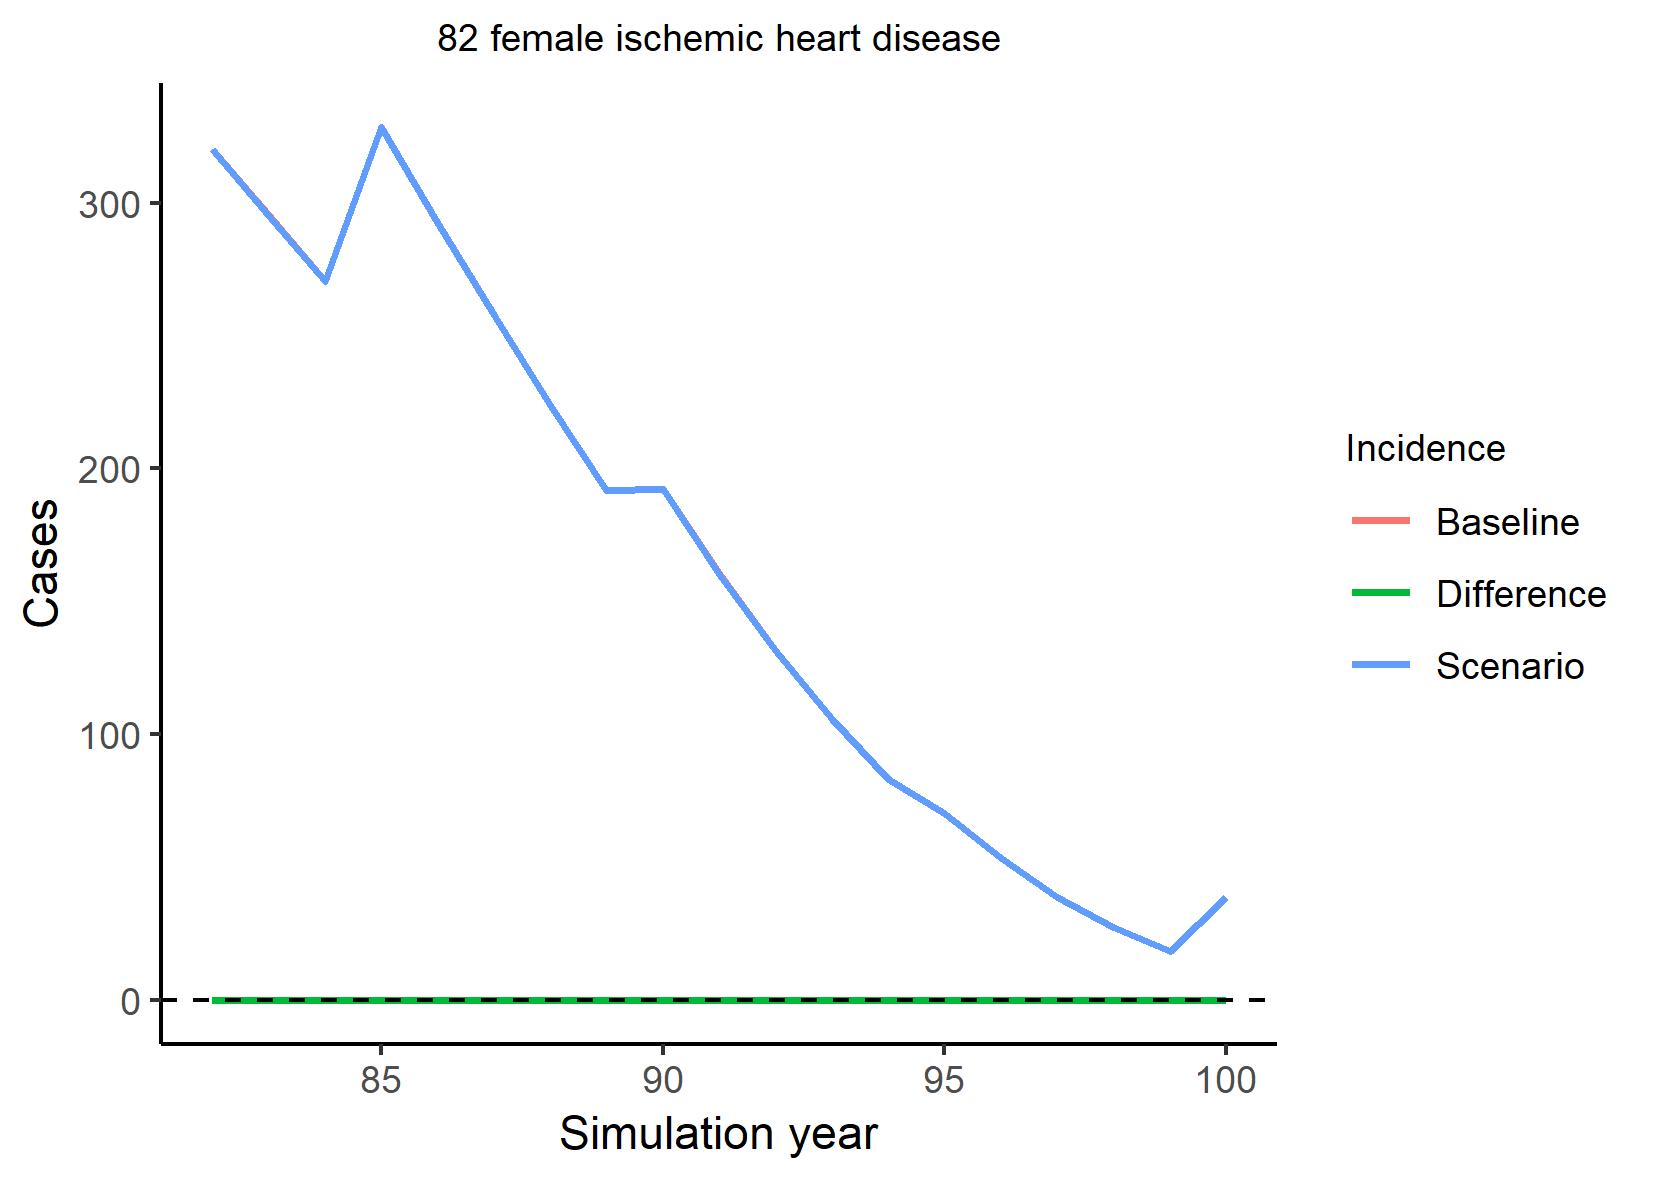 82 female ischemic heart disease
300
200
100
0
Cases
85 90 95 100
Simulation year
Incidence
Baseline
Difference
Scenario